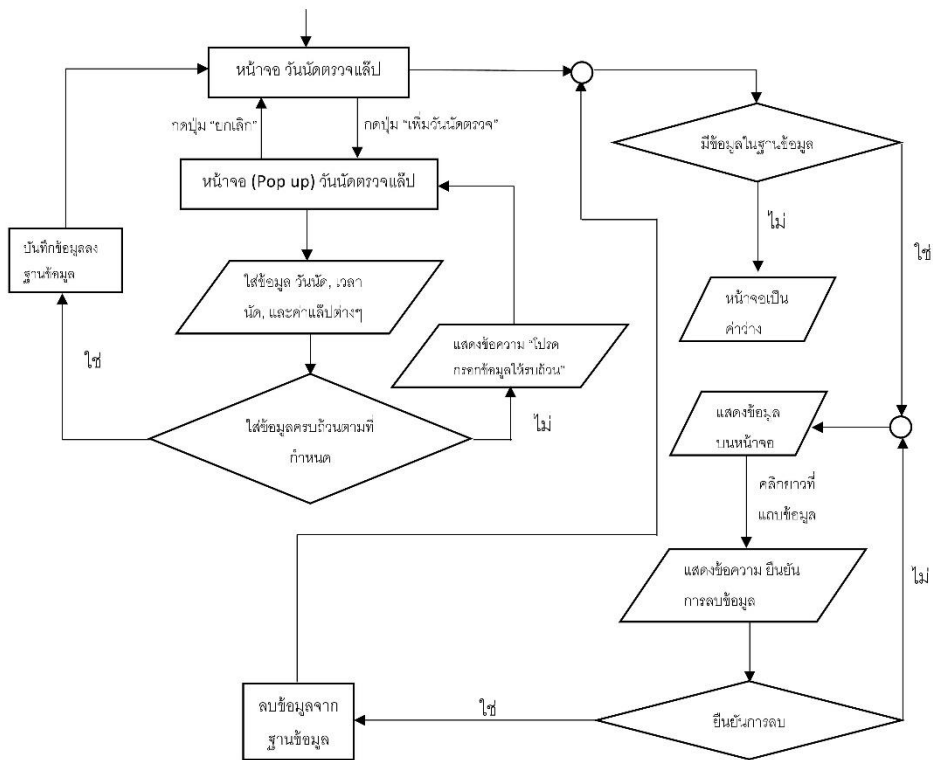 หน้าจอ วันนัดตรวจแล๊ป
กดปุ่ม “ยกเลิก”
กดปุ่ม “เพิ่มวันนัดตรวจ”
หน้าจอ (Pop up) วันนัดตรวจแล๊ป
บันทึกข้อมูลลง
ฐานข้อมูล
ใส่ข้อมูล วันนัด, เวลา
นัด, และค่าแล๊ปต่างๆ
แสดงข้อความ “โปรด
กรอกข้อมูลให้รบถ้วน”
ใช่
ใส่ข้อมูลครบถ้วนตามที่
กำหนด
ไม่
มีข้อมูลในฐานข้อมูล
ไม่
ใช่
หน้าจอเป็น
ค่าว่าง
แสดงข้อมูล
บนหน้าจอ
คลิกยาวที่
แถบข้อมูล
แสดงข้อความ ยืนยัน
การลบข้อมูล
ไม่
ยืนยันการลบ
ใช่
ลบข้อมูลจาก
ฐานข้อมูล